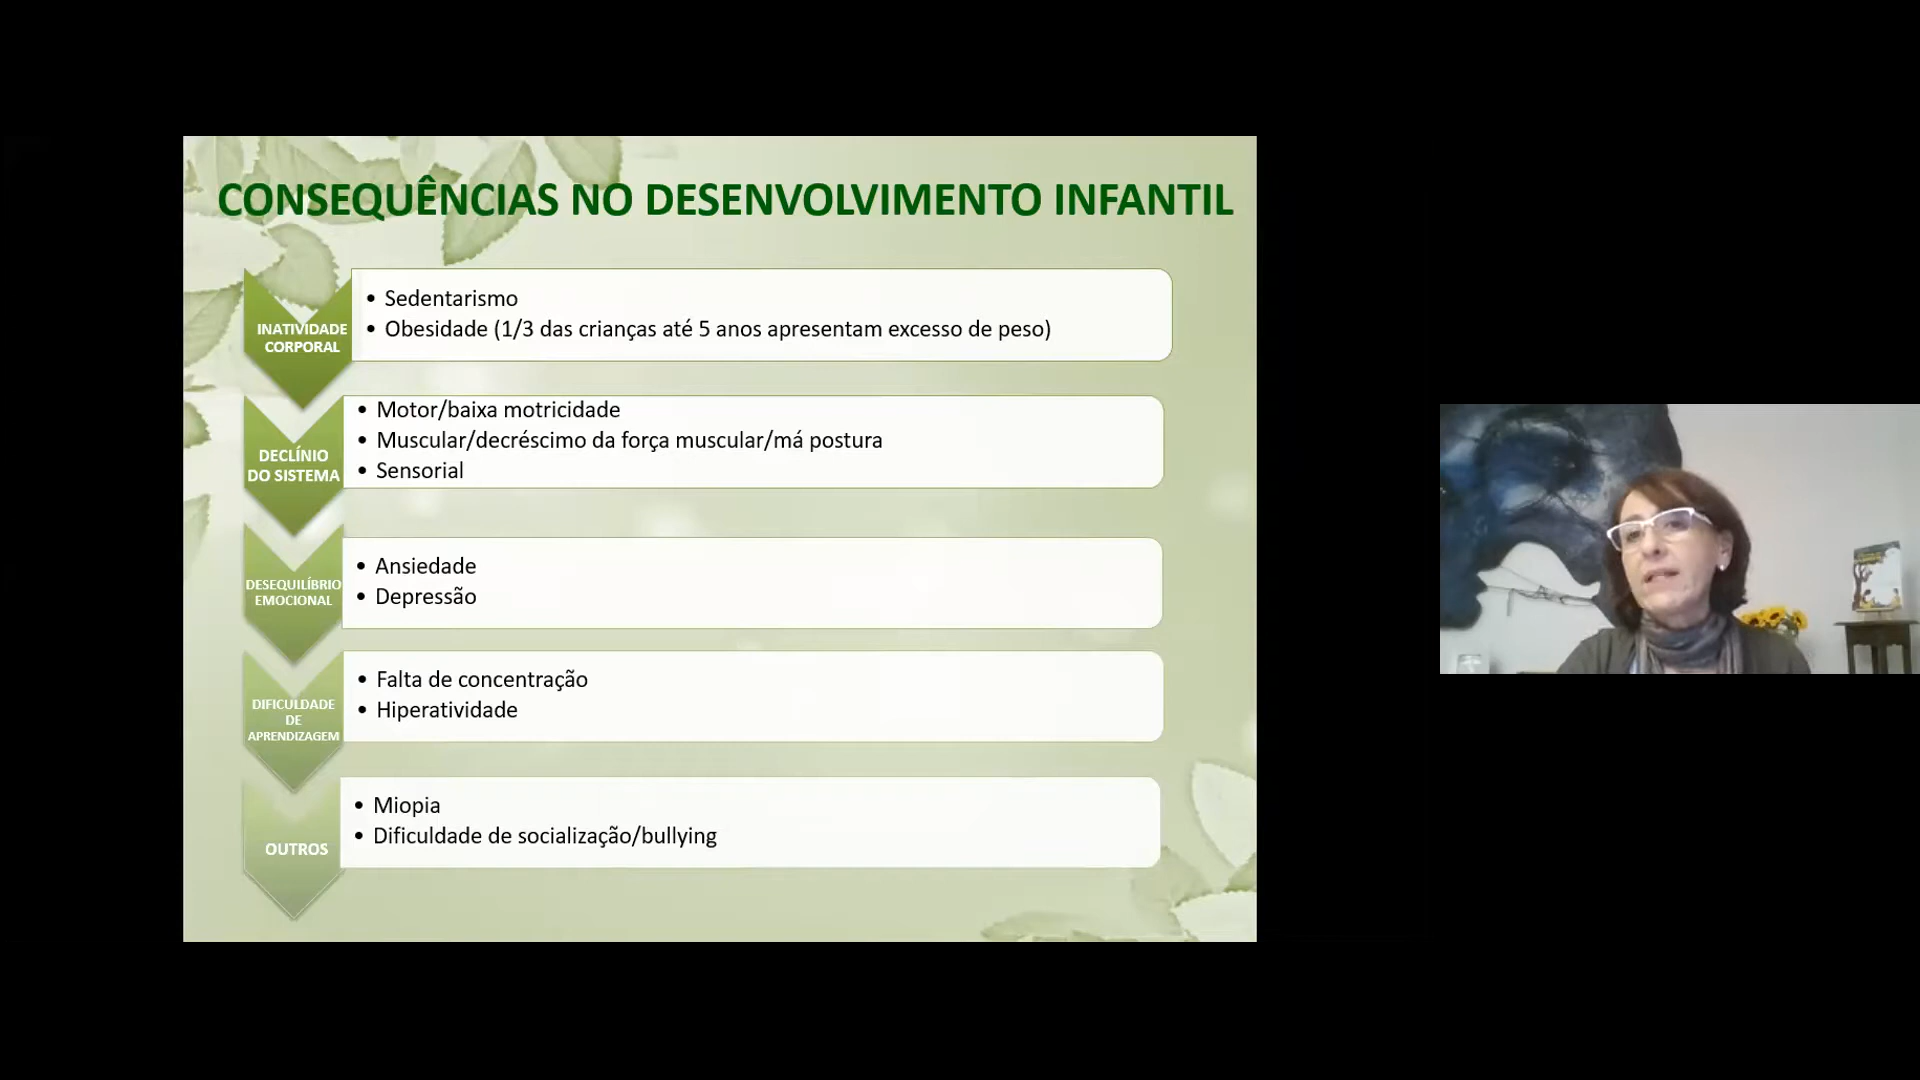 CONSEQUÊNCIAS NO DESENVOLVIMENTO INFANTIL
INATIVIDADE
CORPORAL
• Sedentarismo
• Obesidade (1/3 das crianças até 5 anos apresentam excesso de peso)
DECLÍNIO
DO SISTEMA
• Motor/baixa motricidade
• Muscular/decréscimo da força muscular/má postura
• Sensorial
DESEQUILÍBRIO
EMOCIONAL
• Ansiedade
• Depressão
DIFICULDADE
DE
APRENDIZAGEM
• Falta de concentração
• Hiperatividade
OUTROS
• Miopia
• Dificuldade de socialização/bullying